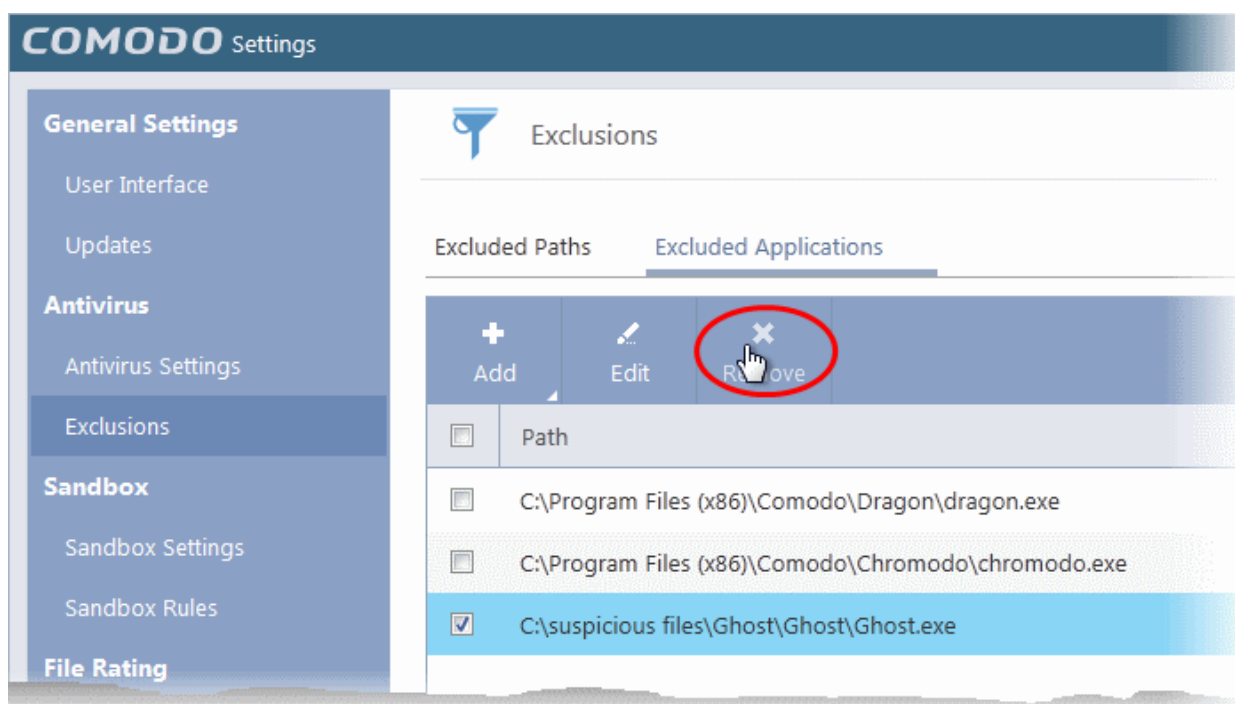 COMODO Settings
General Settings
User Interface
Updates
Antivirus
Antivirus Settings
Exclusions
Sandbox
Sandbox Settings
Sandbox Rules
File Rating
Exclusions
Excluded Paths Excluded Applications
Add Edit Remove
Path
C:\Program Files (x86)\Comodo\Dragon\dragon.exe
C:\Program Files (x86)\Comodo\Chromodo\chromodo.exe
C:\suspicious files\Ghost\Ghost\Ghost.exe